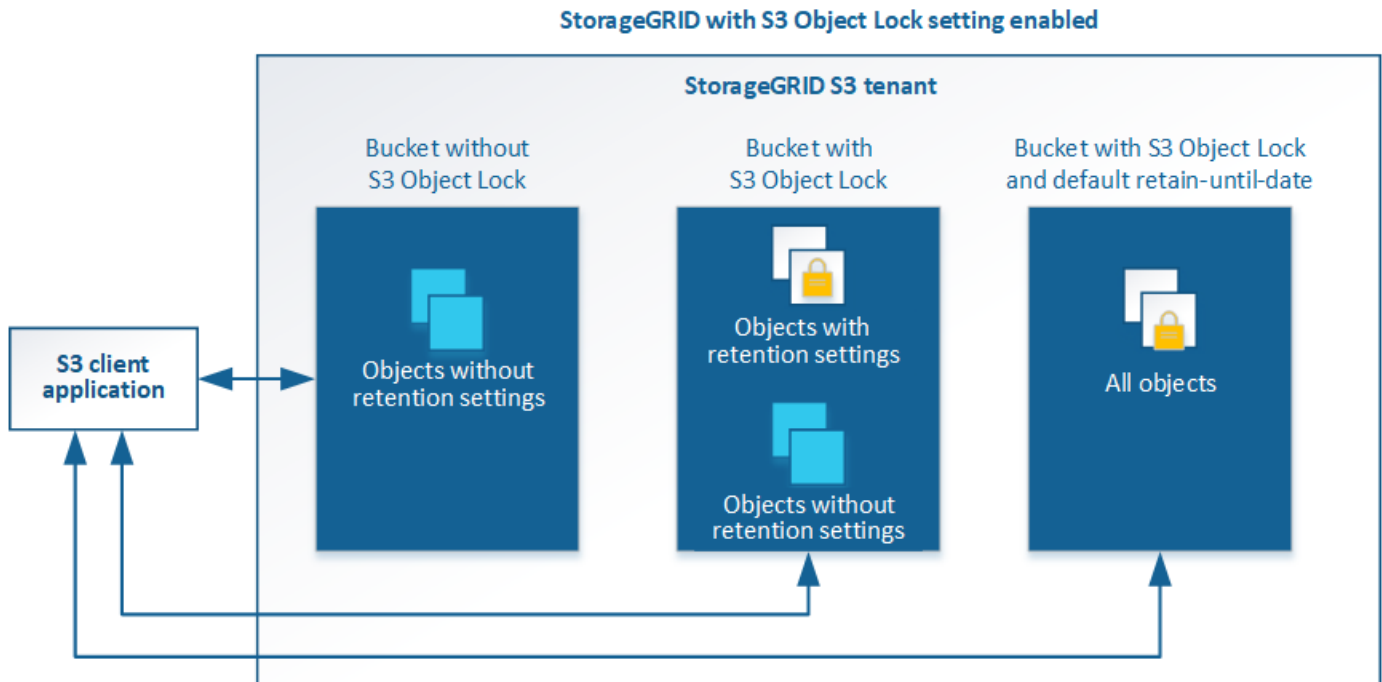 StorageGRID with S3 Object Lock setting enabled
StorageGRID S3 tenant
Bucket without
S3 Object Lock
Bucket with
S3 Object Lock
Bucket with S3 Object Lock
and default retain-until-date
S3 client
application
Objects without
retention settings
Objects with
retention settings
Objects without
retention settings
All objects